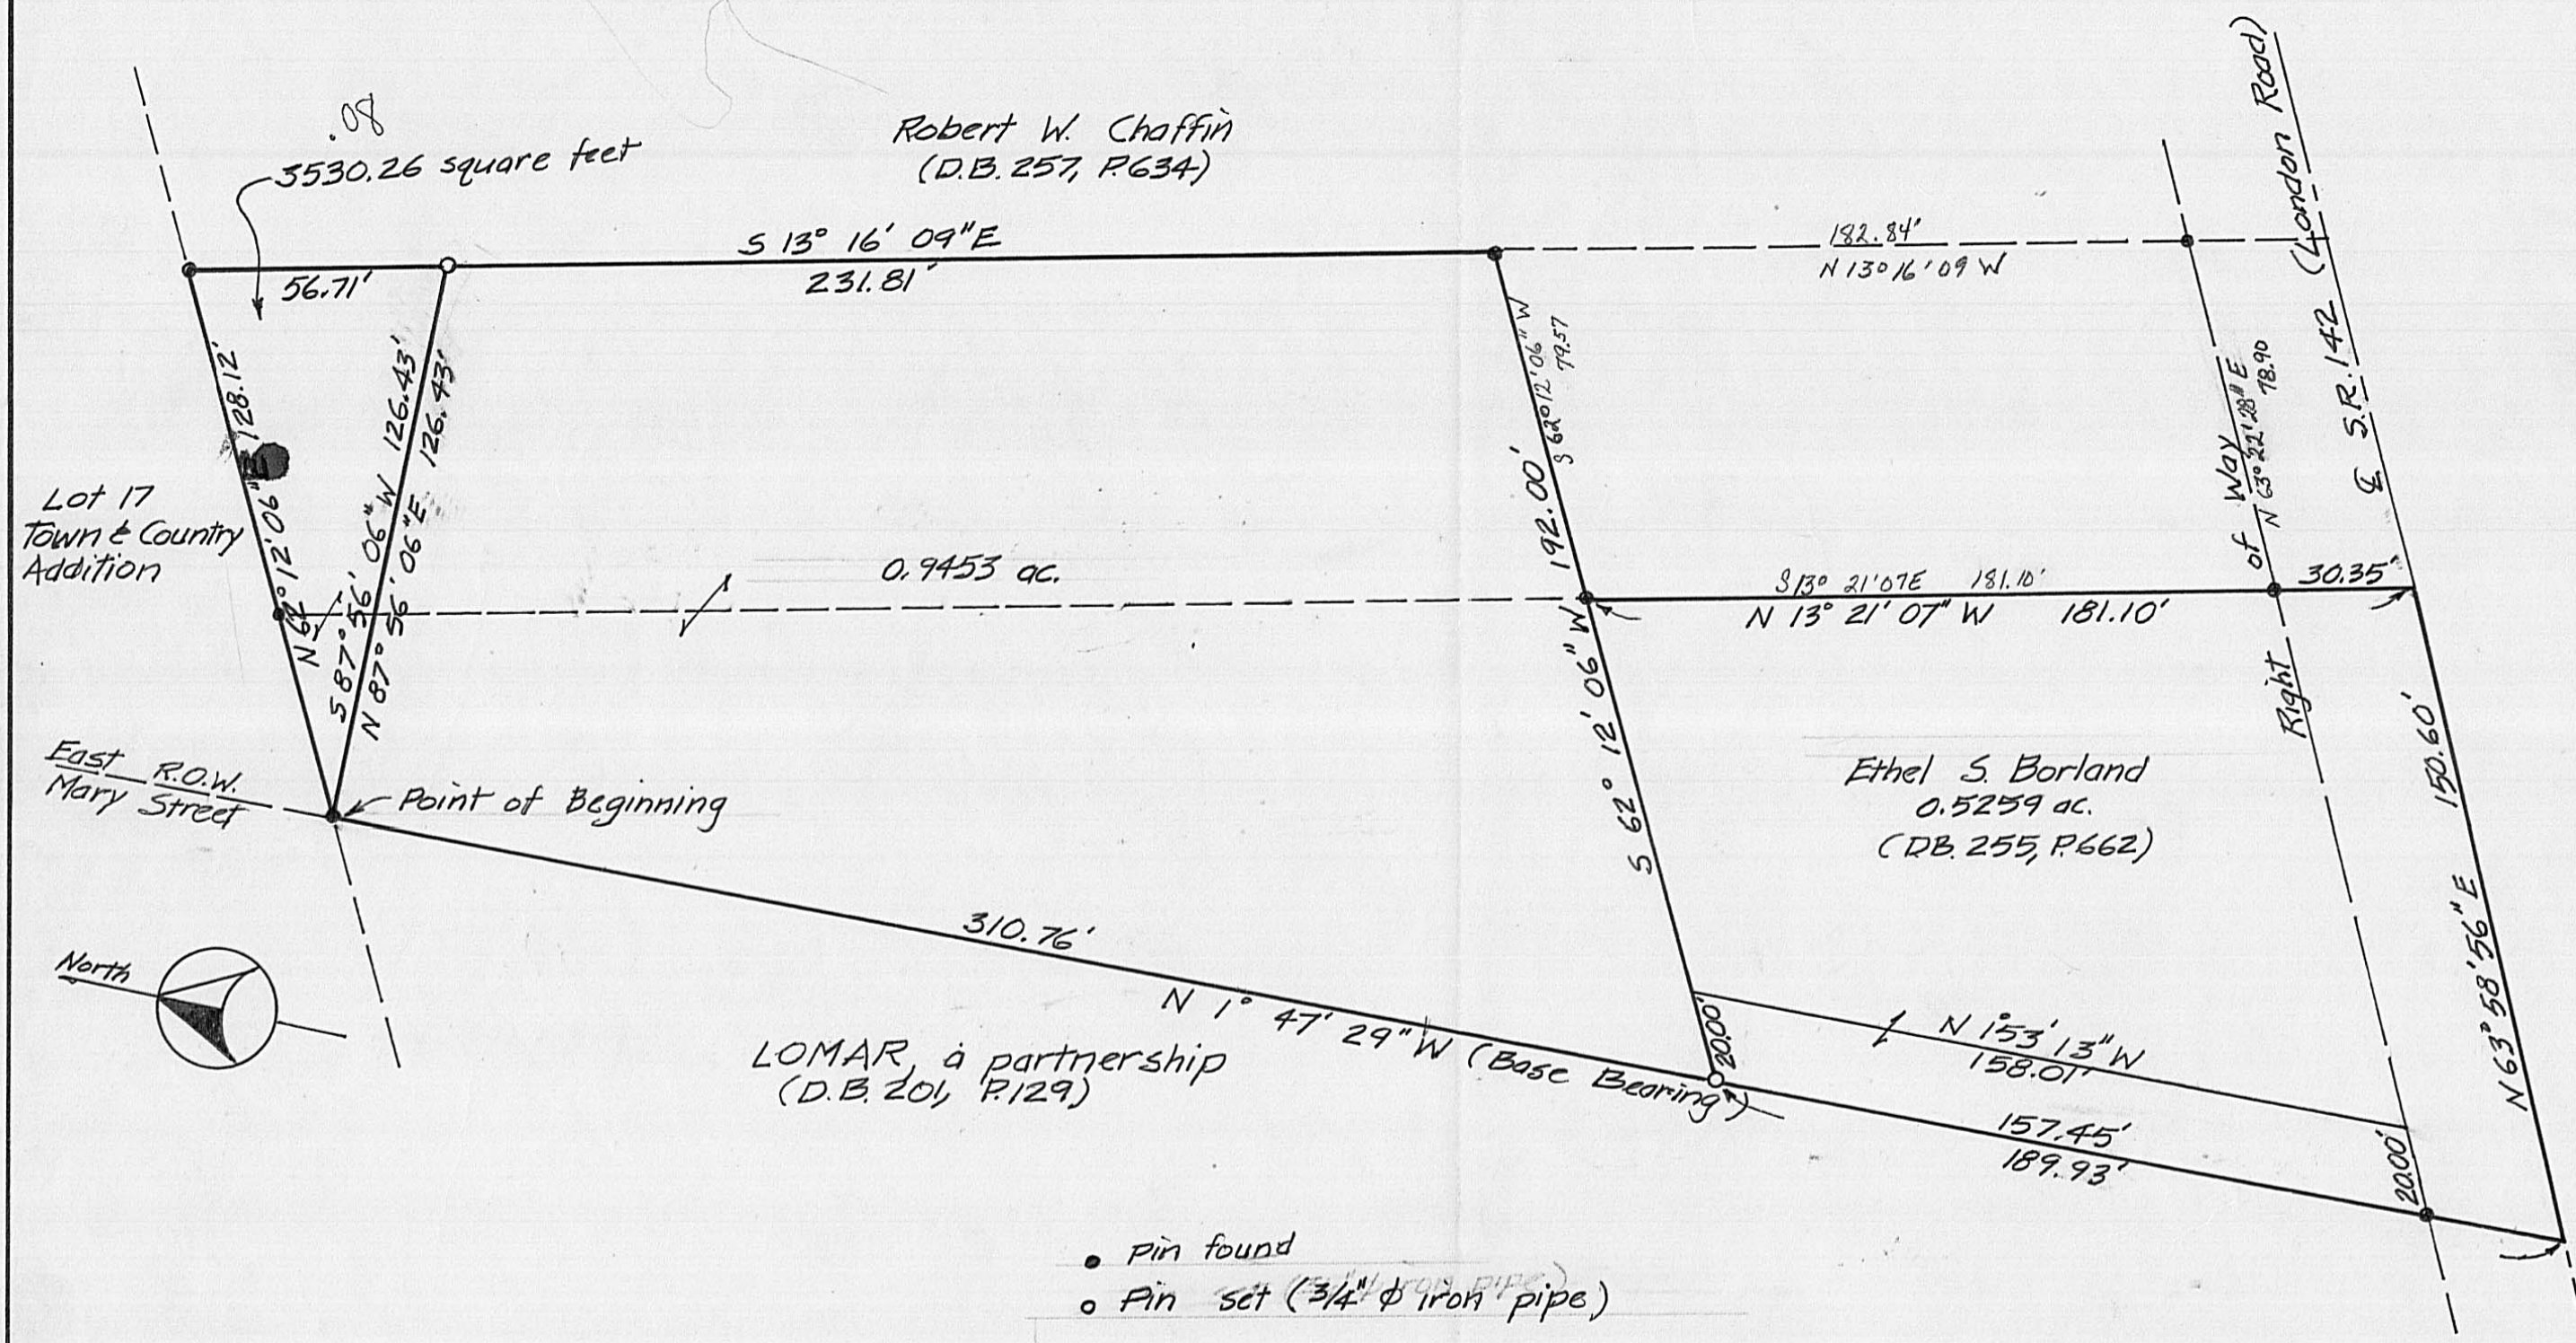 .08
3530.26 square feet
Robert W. Chaffin
(D.B. 257, P.634)
S 13° 16' 09"E
56.71'
231.81'
182.84'
N 13° 16' 09 W
℄ S.R. 142 (London Road)
Right of Way
N 63° 22' 28" E
78.90
N 62° 12' 06" E 128.12'
S 87° 56' 06" W 126.43'
N 87° 56' 06" E 126.43'
S 62° 12' 06" W
79.57
S 62° 12' 06" W 192.00'
Lot 17
Town & Country
Addition
0.9453 ac.
S 13° 21' 07 E 181.10'
N 13° 21' 07" W 181.10'
30.35'
East R.O.W.
Mary Street
Point of Beginning
Ethel S. Borland
0.5259 ac.
(D.B. 255, P.662)
N 63° 58' 56" E 150.60'
North
310.76'
N 1° 47' 29" W (Base Bearing)
LOMAR, a partnership
(D.B. 201, P.129)
20.00'
N 1° 53' 13" W
158.01'
157.45'
189.93'
20.00'
Pin found
Pin set (3/4" ϕ iron pipe)